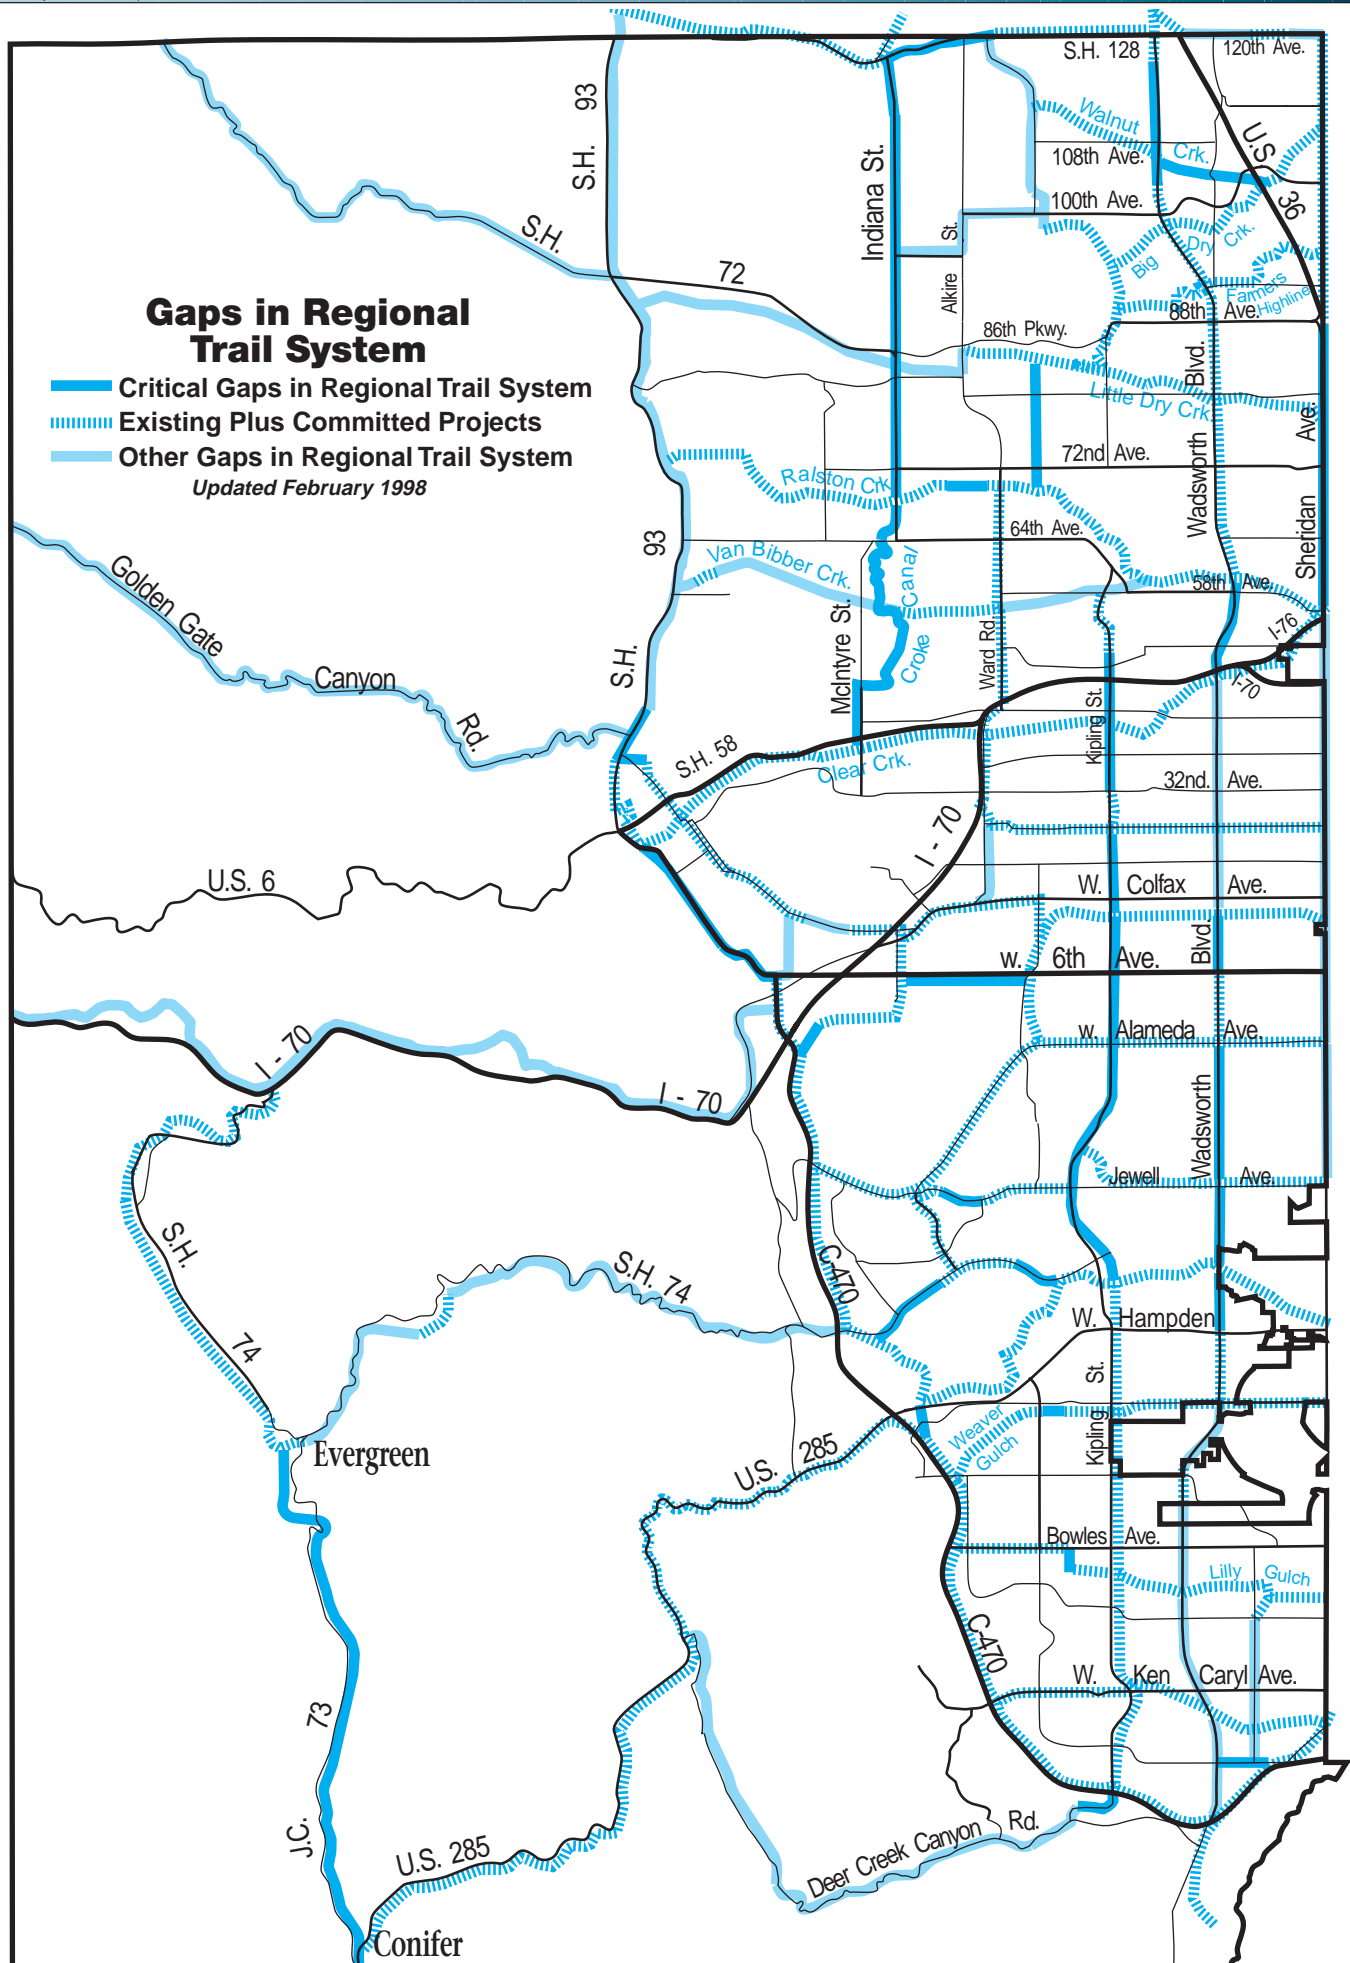 S.H. 128
120th Ave.
S.H. 93
Walnut Crk.
U.S. 36
108th Ave.
100th Ave.
Indiana St.
Alkire St.
S.H. 72
Big Dry Crk.
Farmers Highline
88th Ave.
86th Pkwy.
Gaps in Regional
Trail System
Critical Gaps in Regional Trail System
Existing Plus Committed Projects
Other Gaps in Regional Trail System
Updated February 1998
Little Dry Crk.
Wadsworth Blvd.
Sheridan Ave.
72nd Ave.
Ralston Crk.
64th Ave.
S.H. 93
Van Bibber Crk.
Croke Canal
58th Ave.
Golden Gate Canyon Rd.
McIntyre St.
Ward Rd.
I-76
I-70
Kipling St.
S.H. 58
Clear Crk.
32nd. Ave.
I - 70
U.S. 6
W. Colfax Ave.
w. 6th Ave.
Wadsworth Blvd.
w. Alameda Ave.
I - 70
I - 70
Jewell Ave.
S.H. 74
S.H. 74
C-470
W. Hampden
Kipling St.
Evergreen
Weaver Gulch
U.S. 285
Bowles Ave.
Lilly Gulch
C-470
W. Ken Caryl Ave.
J.C. 73
U.S. 285
Deer Creek Canyon Rd.
Conifer